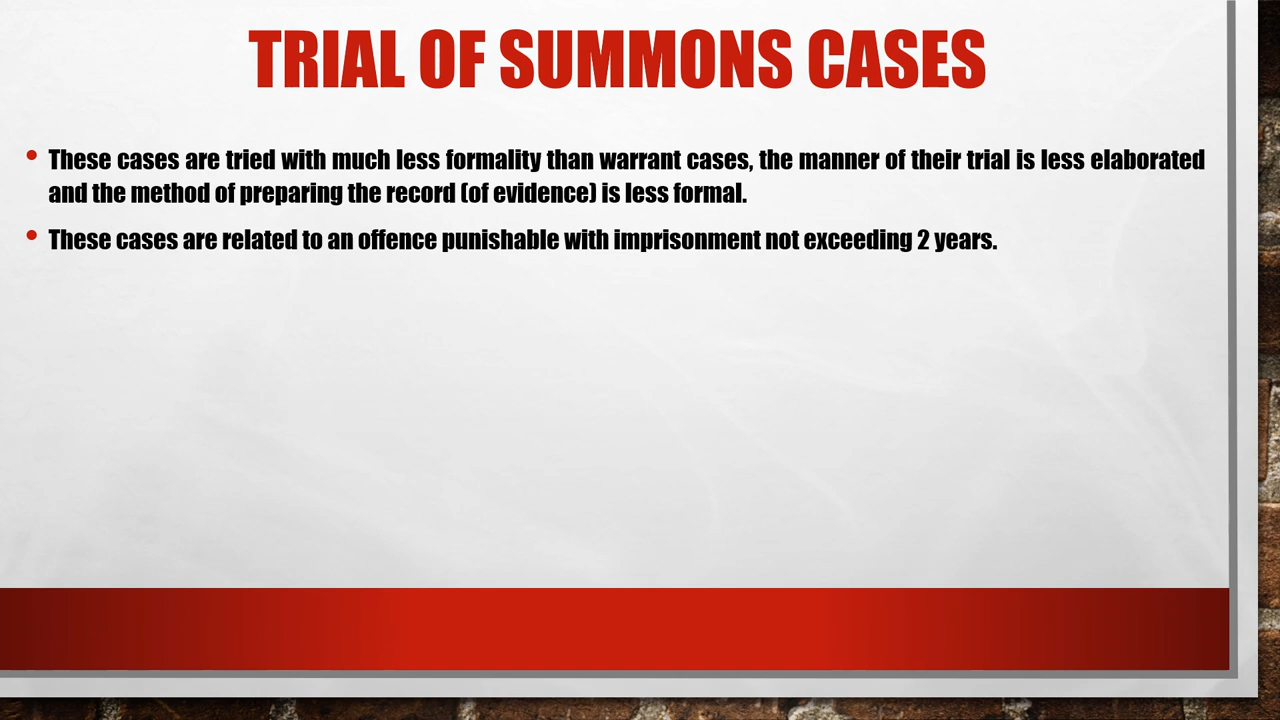 TRIAL OF SUMMONS CASES
• These cases are tried with much less formality than warrant cases, the manner of their trial is less elaborated
and the method of preparing the record (of evidence) is less formal.
• These cases are related to an offence punishable with imprisonment not exceeding 2 years.